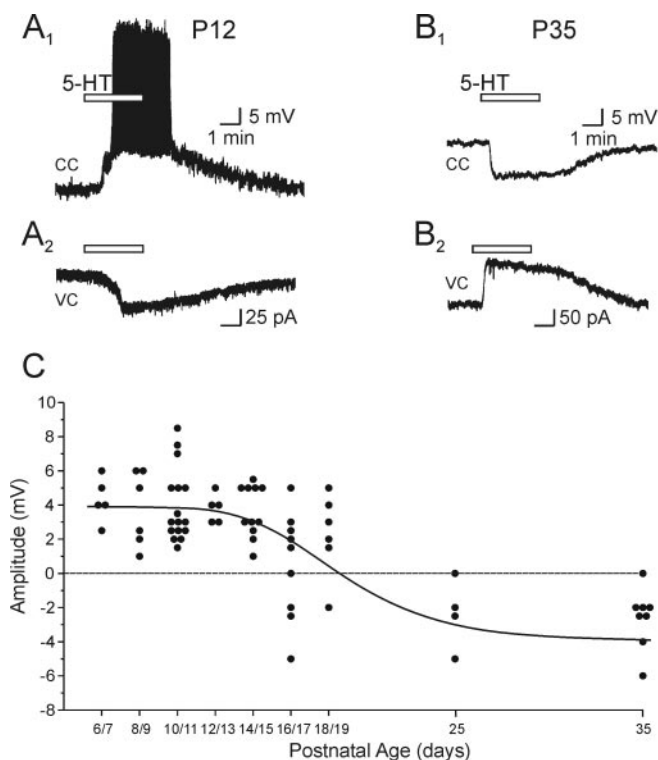 A1 P12
5-HT
5 mV
1 min
CC
A2
VC
25 pA
B1 P35
5-HT
5 mV
1 min
CC
B2
VC
50 pA
C
Amplitude (mV)
10
8
6
4
2
0
-2
-4
-6
-8
6/7 8/9 10/11 12/13 14/15 16/17 18/19 25 35
Postnatal Age (days)